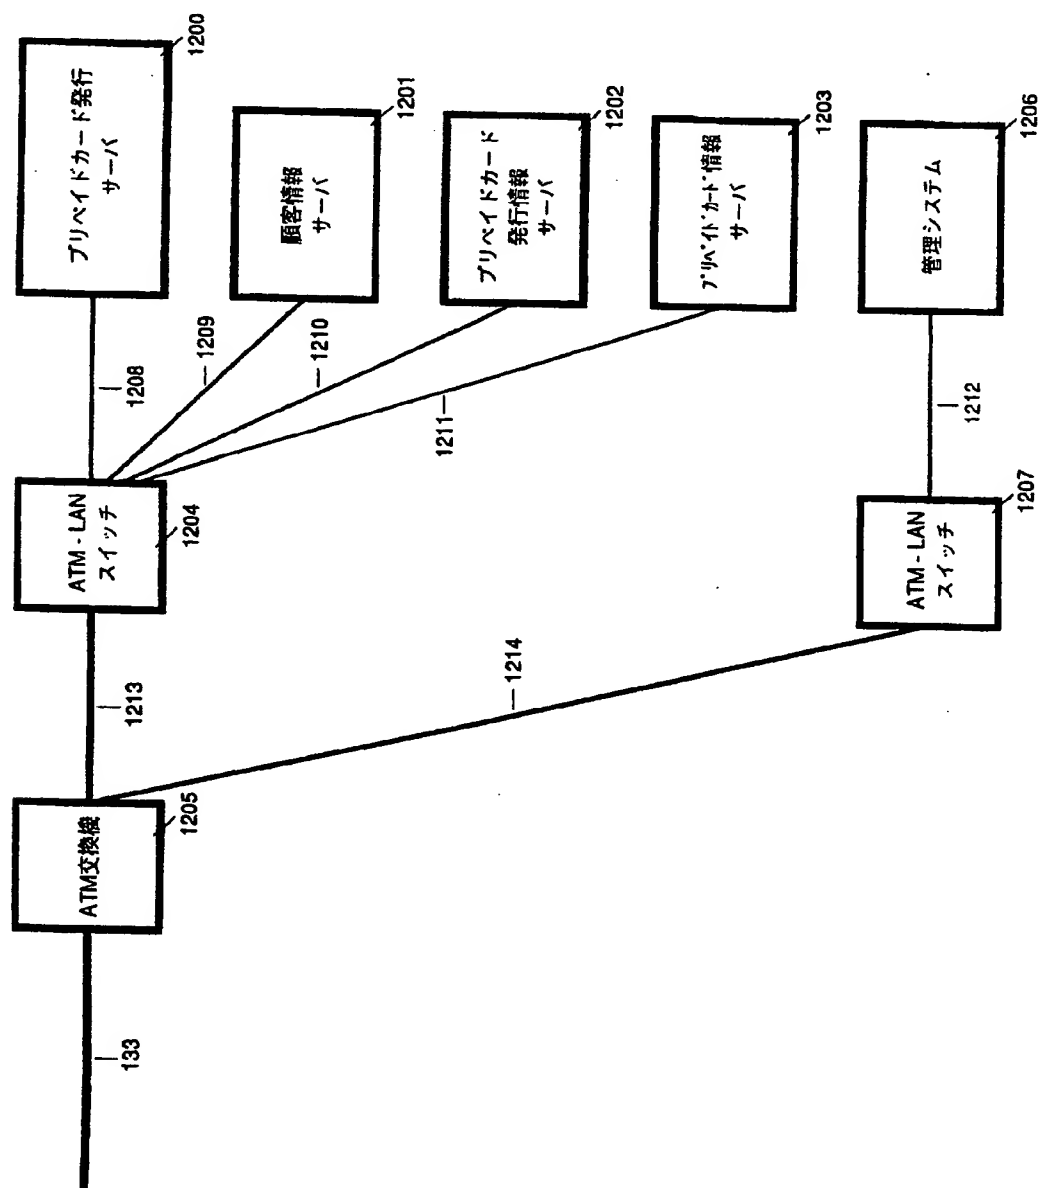 プリペイドカード発行
サーバ
1200
顧客情報
サーバ
1201
プリペイドカード
発行情報
サーバ
1202
プリペイドカード情報
サーバ
1203
管理システム
1206
1208
1209
1210
1211
1212
ATM - LAN
スイッチ
1204
ATM - LAN
スイッチ
1207
1213
1214
ATM交換機
1205
133